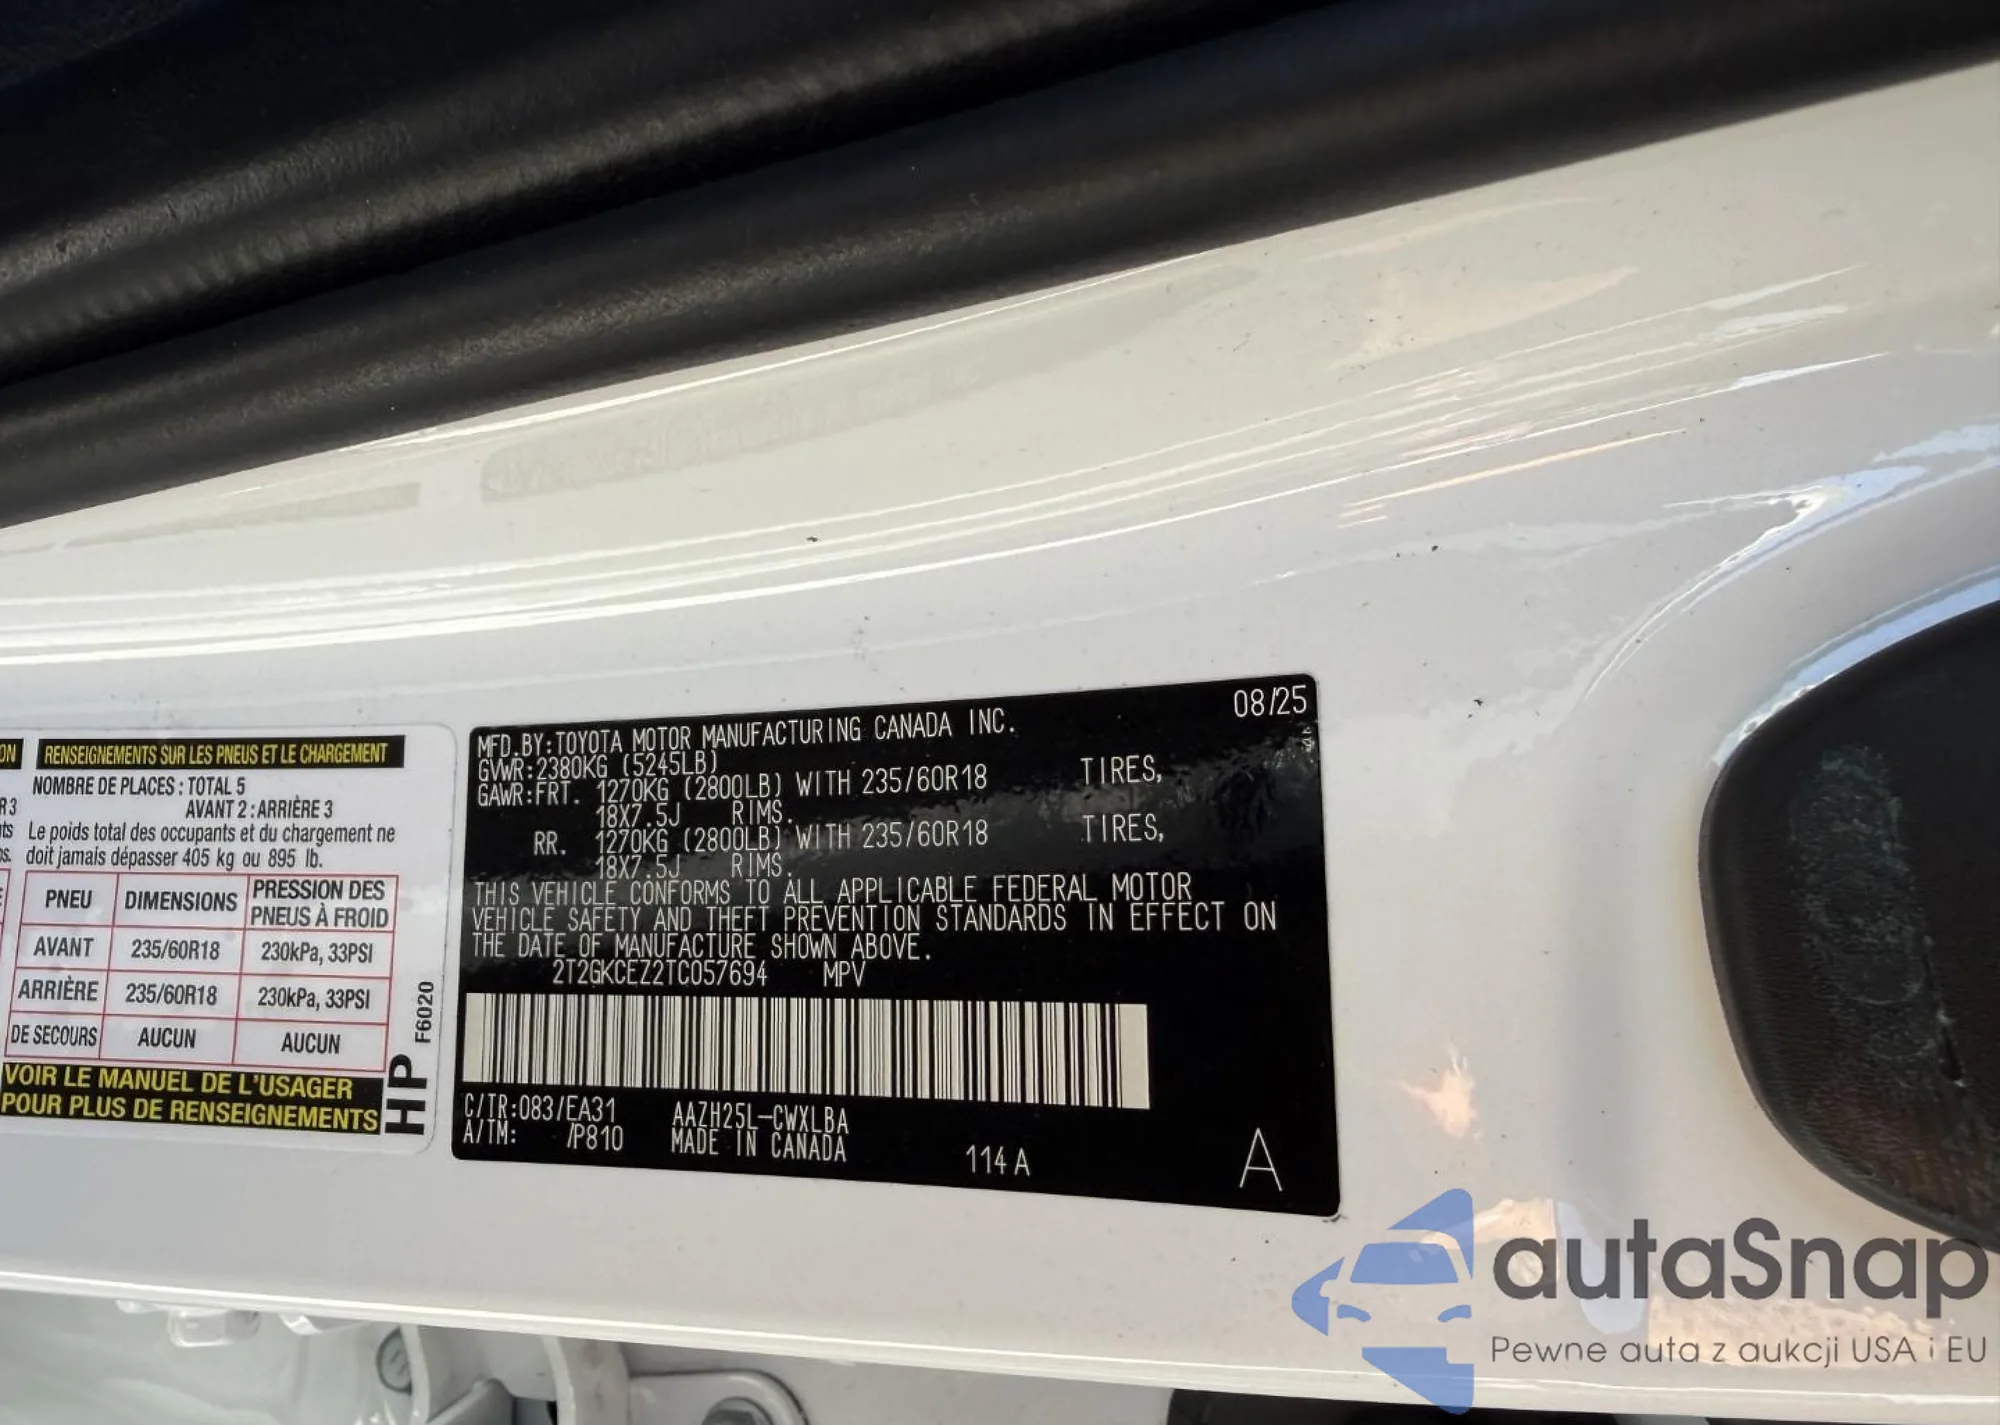 ON
RENSEIGNEMENTS SUR LES PNEUS ET LE CHARGEMENT
NOMBRE DE PLACES : TOTAL 5
AVANT 2 : ARRIÈRE 3
Le poids total des occupants et du chargement ne
doit jamais dépasser 405 kg ou 895 lb.
PNEU DIMENSIONS PRESSION DES PNEUS À FROID
AVANT 235/60R18 230kPa, 33PSI
ARRIÈRE 235/60R18 230kPa, 33PSI
DE SECOURS AUCUN AUCUN
VOIR LE MANUEL DE L'USAGER
POUR PLUS DE RENSEIGNEMENTS
HP F6020
08/25
MFD.BY:TOYOTA MOTOR MANUFACTURING CANADA INC.
GVWR:2380KG (5245LB)
GAWR:FRT. 1270KG (2800LB) WITH 235/60R18 TIRES,
18X7.5J RIMS.
RR. 1270KG (2800LB) WITH 235/60R18 TIRES,
18X7.5J RIMS.
THIS VEHICLE CONFORMS TO ALL APPLICABLE FEDERAL MOTOR
VEHICLE SAFETY AND THEFT PREVENTION STANDARDS IN EFFECT ON
THE DATE OF MANUFACTURE SHOWN ABOVE.
2T2GKCEZ2TC057694 MPV
C/TR:083/EA31 AAZH25L-CWXLBA
A/TM: /P810 MADE IN CANADA
114 A
A
autaSnap
Pewne auta z aukcji USA i EU